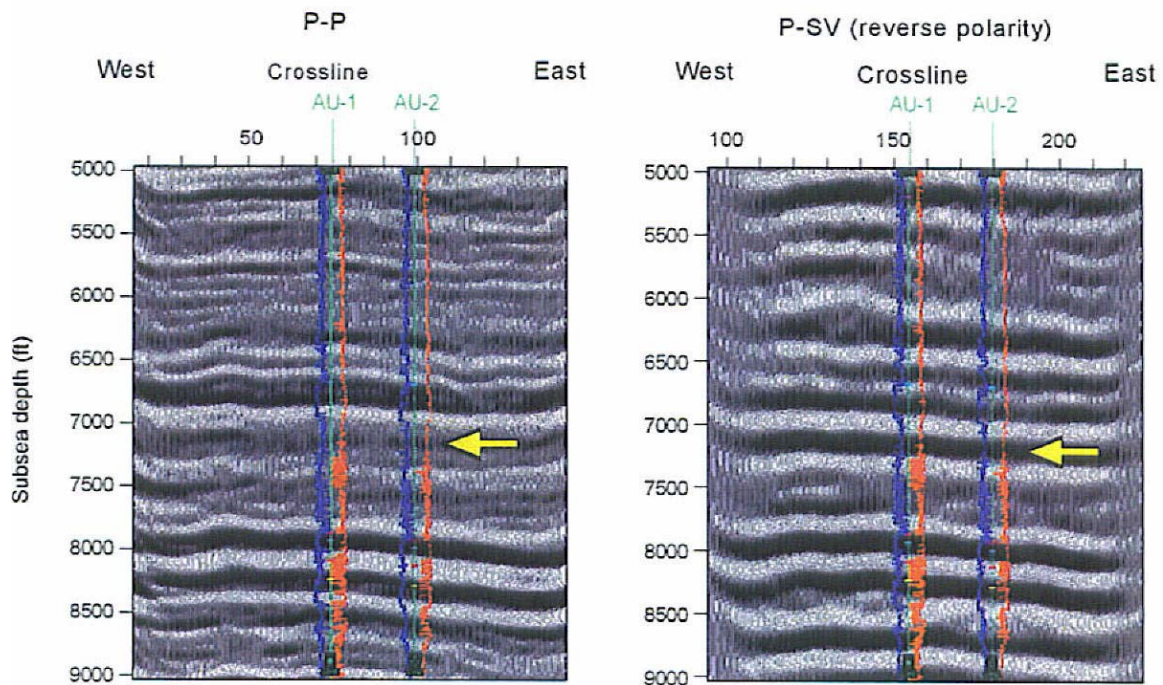 P-P
West Crossline East
AU-1 AU-2
50 100
5000
5500
6000
6500
7000
7500
8000
8500
9000
Subsea depth (ft)
P-SV (reverse polarity)
West Crossline East
AU-1 AU-2
100 150 200
5000
5500
6000
6500
7000
7500
8000
8500
9000